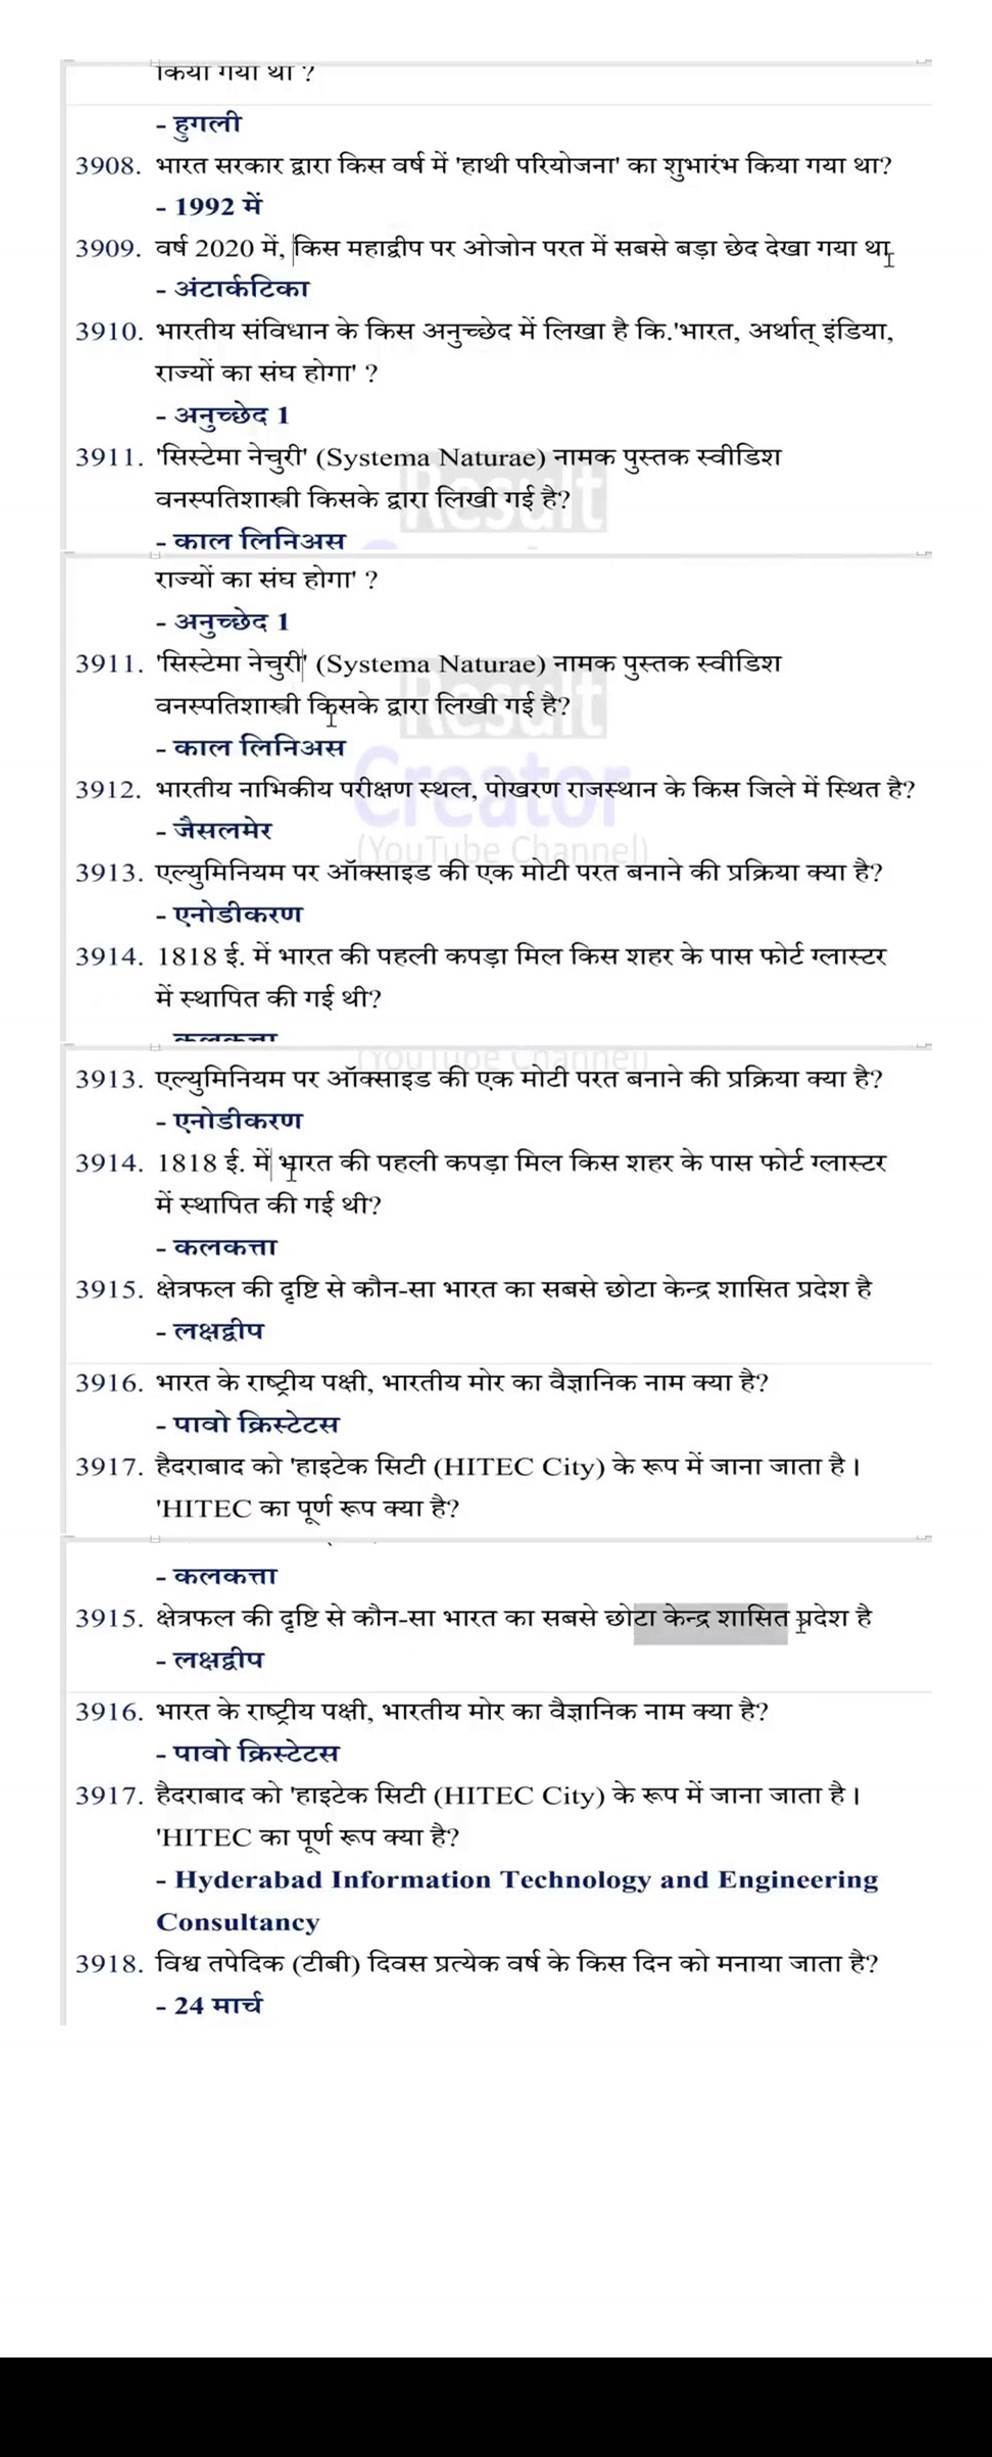 किया गया था ?
- हुगली
3908. भारत सरकार द्वारा किस वर्ष में 'हाथी परियोजना' का शुभारंभ किया गया था?
- 1992 में
3909. वर्ष 2020 में, किस महाद्वीप पर ओजोन परत में सबसे बड़ा छेद देखा गया था
- अंटार्कटिका
3910. भारतीय संविधान के किस अनुच्छेद में लिखा है कि.'भारत, अर्थात् इंडिया,
राज्यों का संघ होगा' ?
- अनुच्छेद 1
3911. 'सिस्टेमा नेचुरी' (Systema Naturae) नामक पुस्तक स्वीडिश
वनस्पतिशास्त्री किसके द्वारा लिखी गई है?
Result
- काल लिनिअस
राज्यों का संघ होगा' ?
- अनुच्छेद 1
3911. 'सिस्टेमा नेचुरी' (Systema Naturae) नामक पुस्तक स्वीडिश
वनस्पतिशास्त्री किसके द्वारा लिखी गई है?
Result
- काल लिनिअस
Creator
3912. भारतीय नाभिकीय परीक्षण स्थल, पोखरण राजस्थान के किस जिले में स्थित है?
- जैसलमेर
(YouTube Channel)
3913. एल्युमिनियम पर ऑक्साइड की एक मोटी परत बनाने की प्रक्रिया क्या है?
- एनोडीकरण
3914. 1818 ई. में भारत की पहली कपड़ा मिल किस शहर के पास फोर्ट ग्लास्टर
में स्थापित की गई थी?
कलकत्ता
(YouTube Channel)
3913. एल्युमिनियम पर ऑक्साइड की एक मोटी परत बनाने की प्रक्रिया क्या है?
- एनोडीकरण
3914. 1818 ई. में भारत की पहली कपड़ा मिल किस शहर के पास फोर्ट ग्लास्टर
में स्थापित की गई थी?
- कलकत्ता
3915. क्षेत्रफल की दृष्टि से कौन-सा भारत का सबसे छोटा केन्द्र शासित प्रदेश है
- लक्षद्वीप
3916. भारत के राष्ट्रीय पक्षी, भारतीय मोर का वैज्ञानिक नाम क्या है?
- पावो क्रिस्टेटस
3917. हैदराबाद को 'हाइटेक सिटी (HITEC City) के रूप में जाना जाता है।
'HITEC का पूर्ण रूप क्या है?
- कलकत्ता
3915. क्षेत्रफल की दृष्टि से कौन-सा भारत का सबसे छोटा केन्द्र शासित प्रदेश है
- लक्षद्वीप
3916. भारत के राष्ट्रीय पक्षी, भारतीय मोर का वैज्ञानिक नाम क्या है?
- पावो क्रिस्टेटस
3917. हैदराबाद को 'हाइटेक सिटी (HITEC City) के रूप में जाना जाता है।
'HITEC का पूर्ण रूप क्या है?
- Hyderabad Information Technology and Engineering
Consultancy
3918. विश्व तपेदिक (टीबी) दिवस प्रत्येक वर्ष के किस दिन को मनाया जाता है?
- 24 मार्च